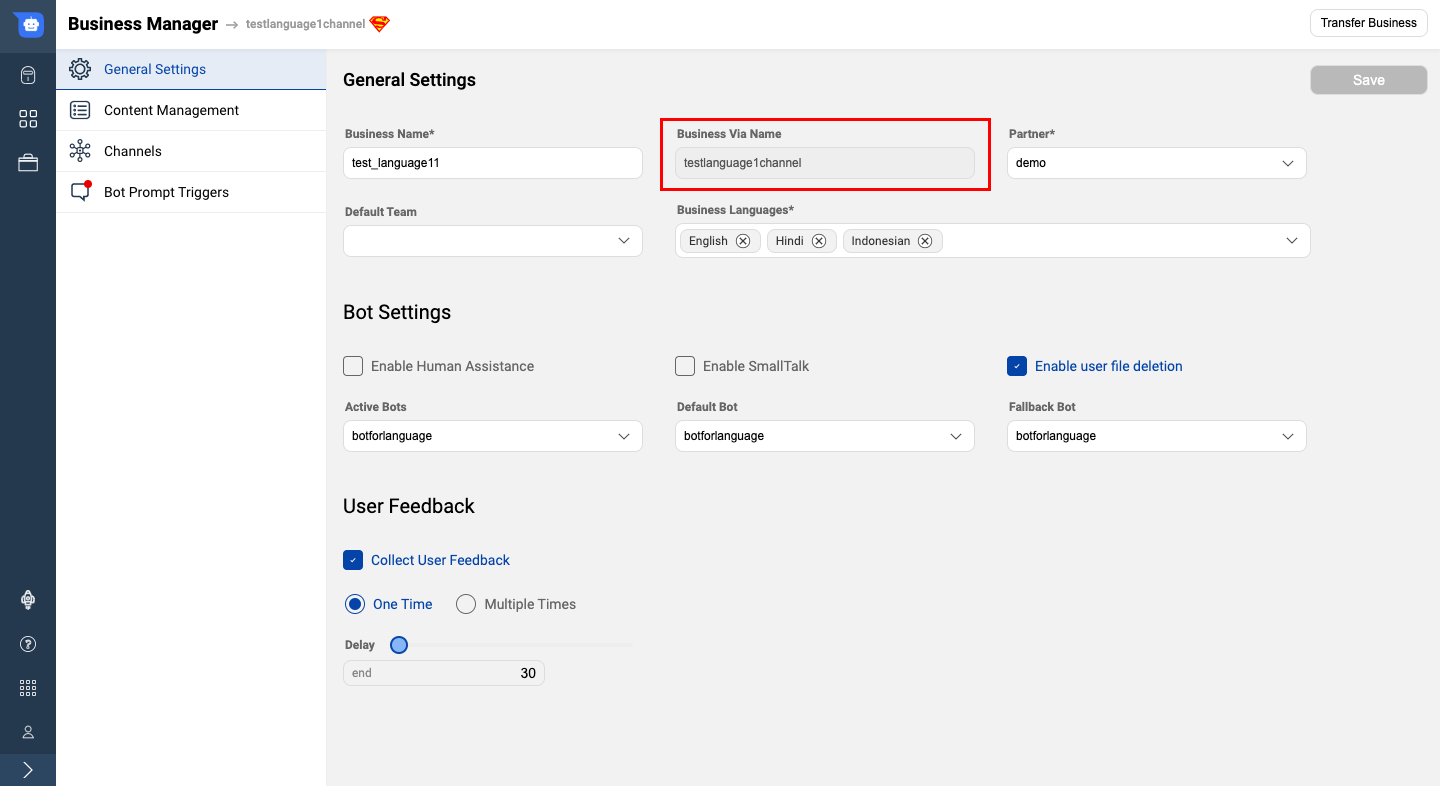 Business Manager → testlanguage1channel
Transfer Business
General Settings
Content Management
Channels
Bot Prompt Triggers
General Settings
Save
Business Name*
test_language11
Business Via Name
testlanguage1channel
Partner*
demo
Default Team
Business Languages*
English Hindi Indonesian
Bot Settings
Enable Human Assistance
Enable SmallTalk
Enable user file deletion
Active Bots
botforlanguage
Default Bot
botforlanguage
Fallback Bot
botforlanguage
User Feedback
Collect User Feedback
One Time Multiple Times
Delay
end 30